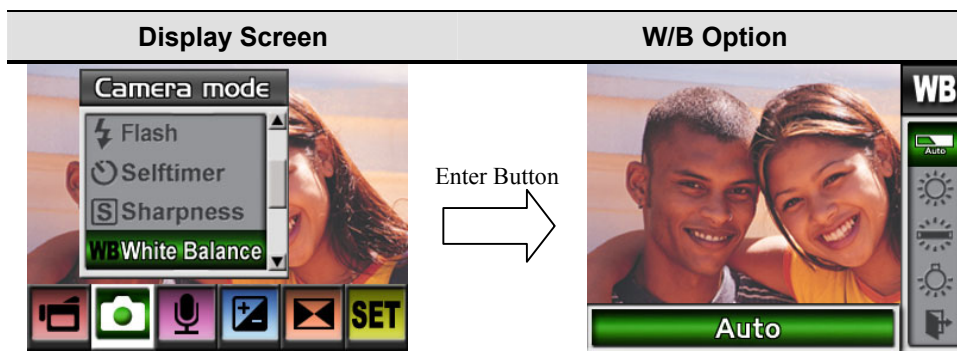 Display Screen
W/B Option
Camera mode
Flash
Selftimer
S Sharpness
WB White Balance
SET
Enter Button
WB
Auto
Auto